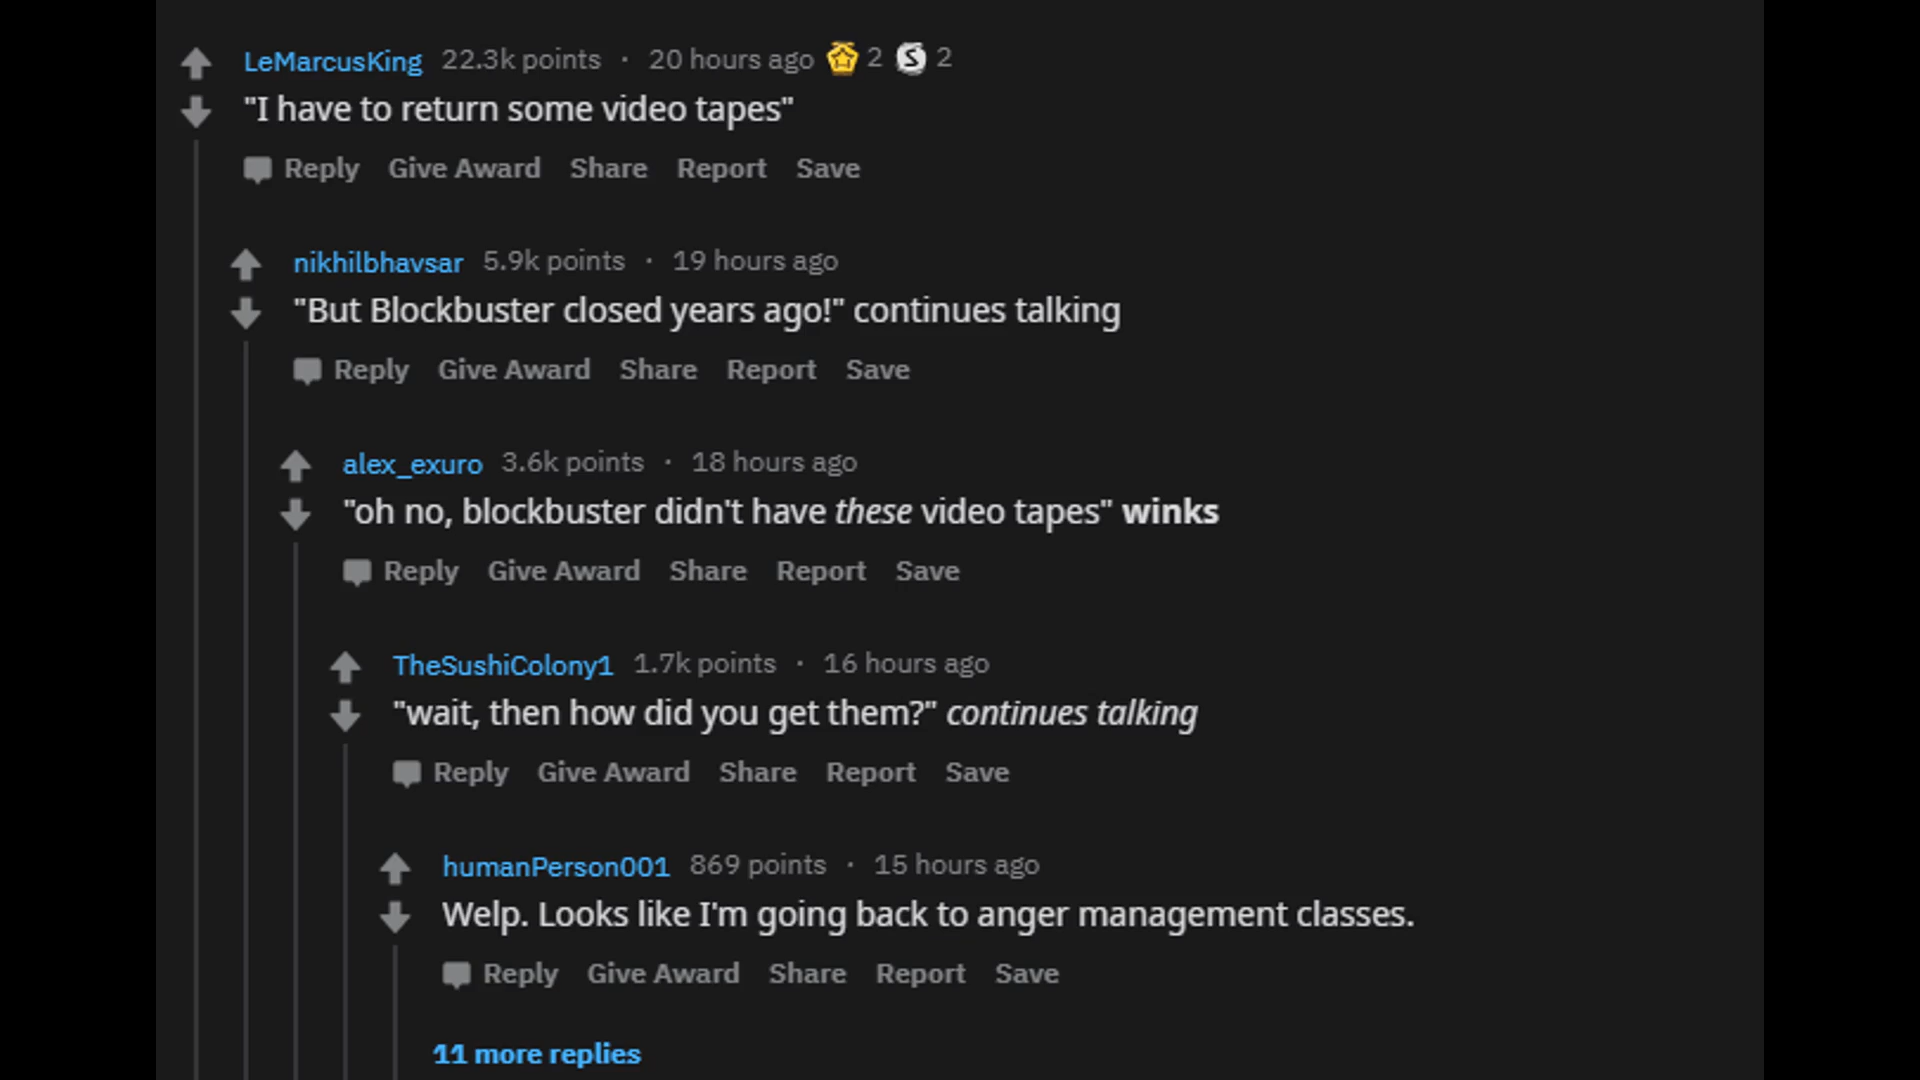 LeMarcusKing 22.3k points · 20 hours ago 2 S 2
"I have to return some video tapes"
Reply Give Award Share Report Save
nikhilbhavsar 5.9k points · 19 hours ago
"But Blockbuster closed years ago!" continues talking
Reply Give Award Share Report Save
alex_exuro 3.6k points · 18 hours ago
"oh no, blockbuster didn't have these video tapes" winks
Reply Give Award Share Report Save
TheSushiColony1 1.7k points · 16 hours ago
"wait, then how did you get them?" continues talking
Reply Give Award Share Report Save
humanPerson001 869 points · 15 hours ago
Welp. Looks like I'm going back to anger management classes.
Reply Give Award Share Report Save
11 more replies